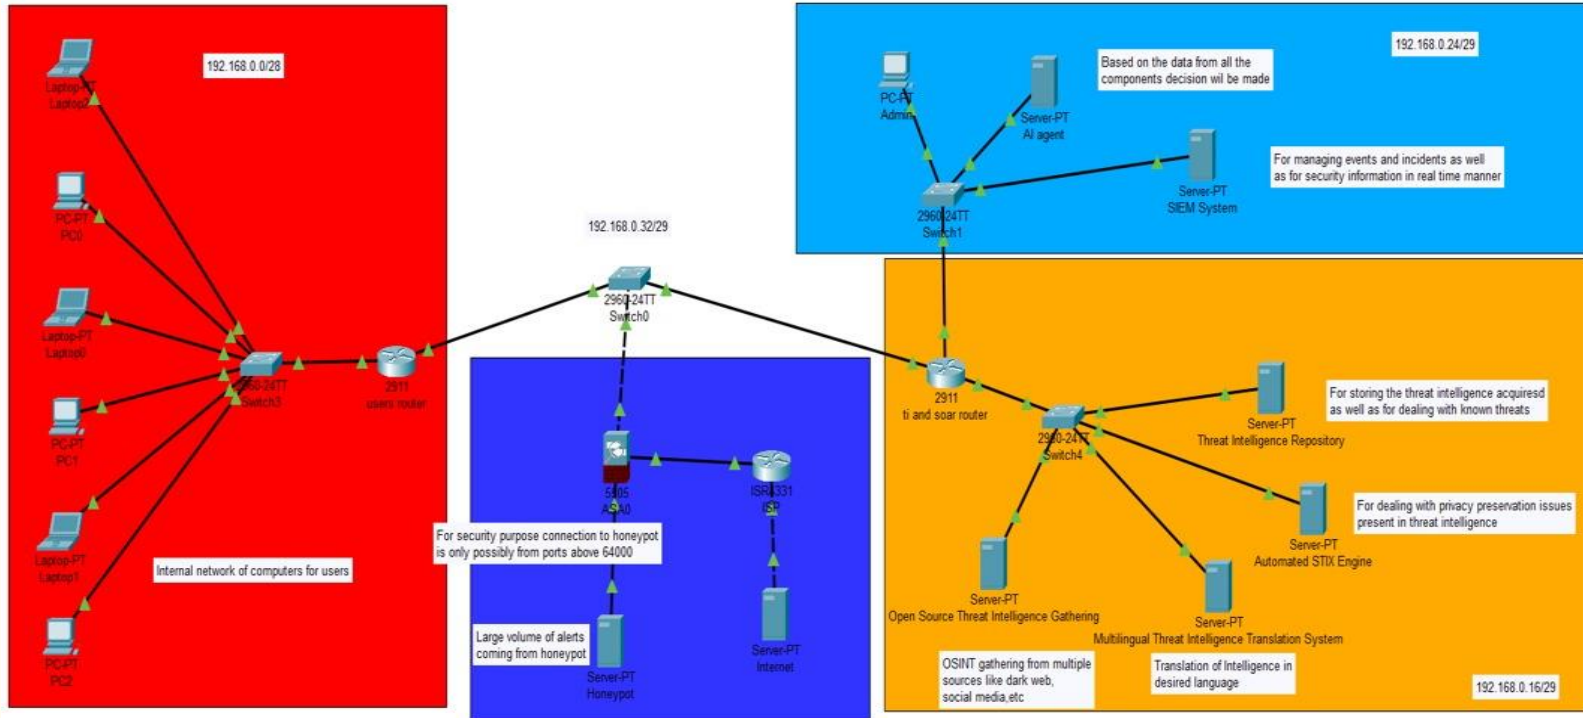 192.168.0.0/28
Laptop-PT
Laptop2
PC-PT
PC0
Laptop-PT
Laptop0
PC-PT
PC1
Laptop-PT
Laptop1
PC-PT
PC2
2960-24TT
Switch3
2911
users router
Internal network of computers for users
192.168.0.32/29
2960-24TT
Switch0
5505
ASA0
ISR4331
ISP
For security purpose connection to honeypot
is only possibly from ports above 64000
Large volume of alerts
coming from honeypot
Server-PT
Honeypot
Server-PT
Internet
192.168.0.24/29
PC-PT
Admin
Server-PT
AI agent
Based on the data from all the
components decision wil be made
2960-24TT
Switch1
Server-PT
SIEM System
For managing events and incidents as well
as for security information in real time manner
2911
ti and soar router
2960-24TT
Switch4
Server-PT
Threat Intelligence Repository
For storing the threat intelligence acquiresd
as well as for dealing with known threats
Server-PT
Automated STIX Engine
For dealing with privacy preservation issues
present in threat intelligence
Server-PT
Open Source Threat Intelligence Gathering
Server-PT
Multilingual Threat Intelligence Translation System
OSINT gathering from multiple
sources like dark web,
social media,etc
Translation of Intelligence in
desired language
192.168.0.16/29